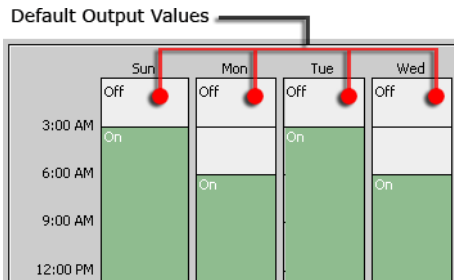 Default Output Values
Sun Mon Tue Wed
Off Off Off Off
3:00 AM On On
6:00 AM On On
9:00 AM
12:00 PM